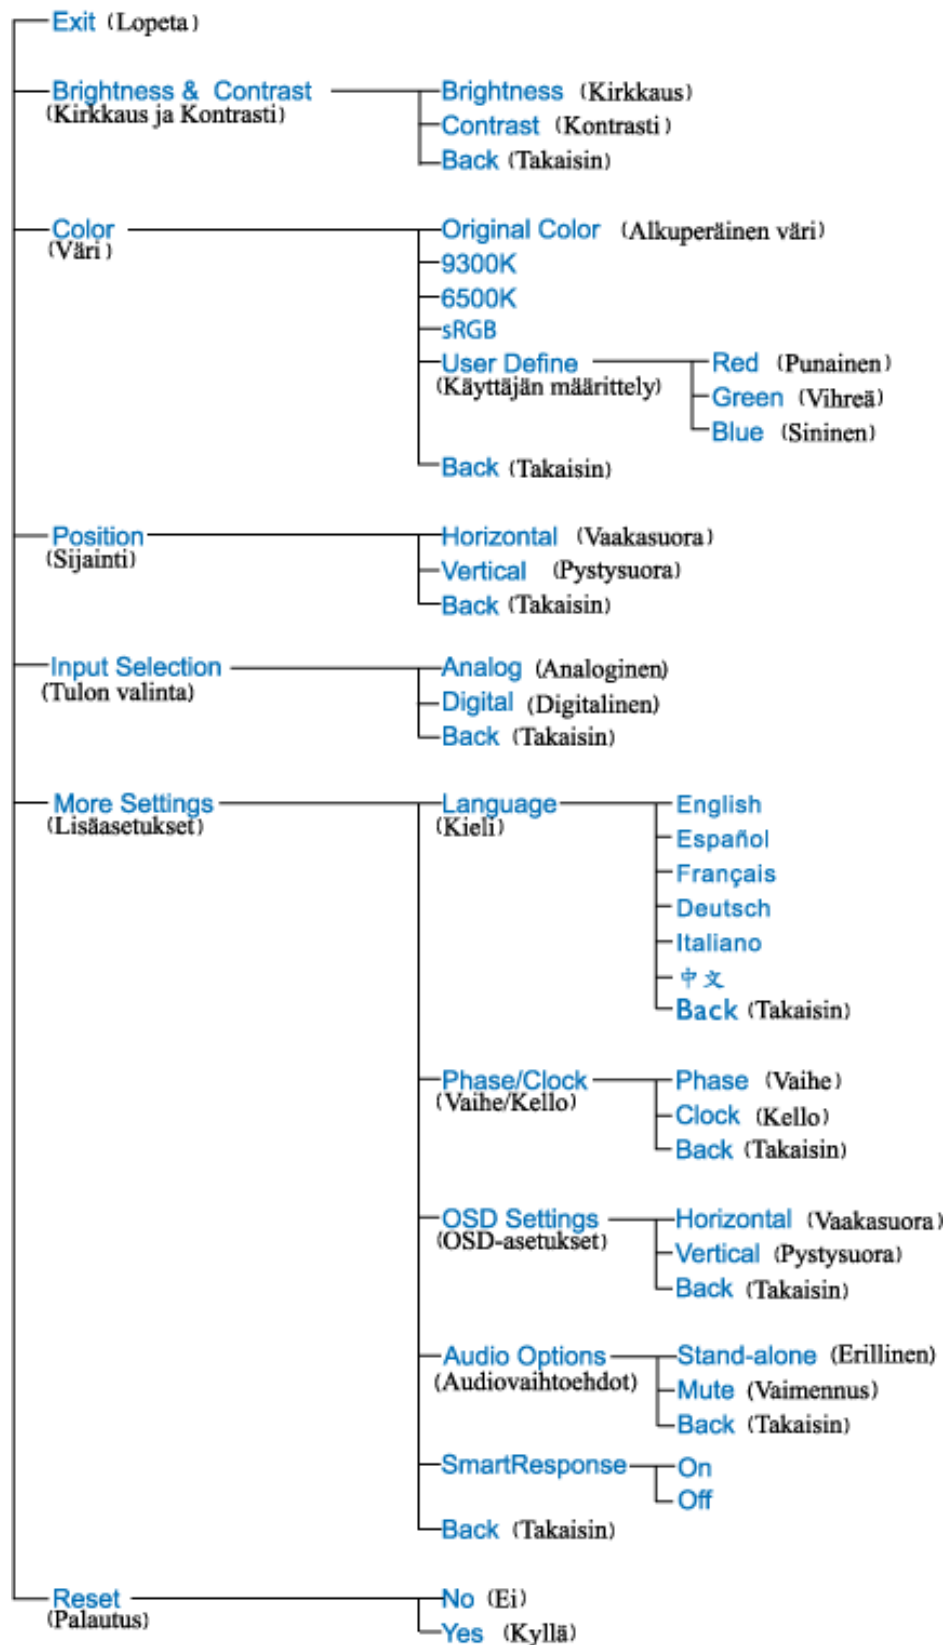 Exit (Lopeta)
Brightness & Contrast
(Kirkkaus ja Kontrasti)
Brightness (Kirkkaus)
Contrast (Kontrasti)
Back (Takaisin)
Color
(Väri)
Original Color (Alkuperäinen väri)
9300K
6500K
sRGB
User Define
(Käyttäjän määrittely)
Red (Punainen)
Green (Vihreä)
Blue (Sininen)
Back (Takaisin)
Position
(Sijainti)
Horizontal (Vaakasuora)
Vertical (Pystysuora)
Back (Takaisin)
Input Selection
(Tulon valinta)
Analog (Analoginen)
Digital (Digitalinen)
Back (Takaisin)
More Settings
(Lisäasetukset)
Language
(Kieli)
English
Español
Français
Deutsch
Italiano
中文
Back (Takaisin)
Phase/Clock
(Vaihe/Kello)
Phase (Vaihe)
Clock (Kello)
Back (Takaisin)
OSD Settings
(OSD-asetukset)
Horizontal (Vaakasuora)
Vertical (Pystysuora)
Back (Takaisin)
Audio Options
(Audiovaihtoehdot)
Stand-alone (Erillinen)
Mute (Vaimennus)
Back (Takaisin)
SmartResponse
On
Off
Back (Takaisin)
Reset
(Palautus)
No (Ei)
Yes (Kyllä)